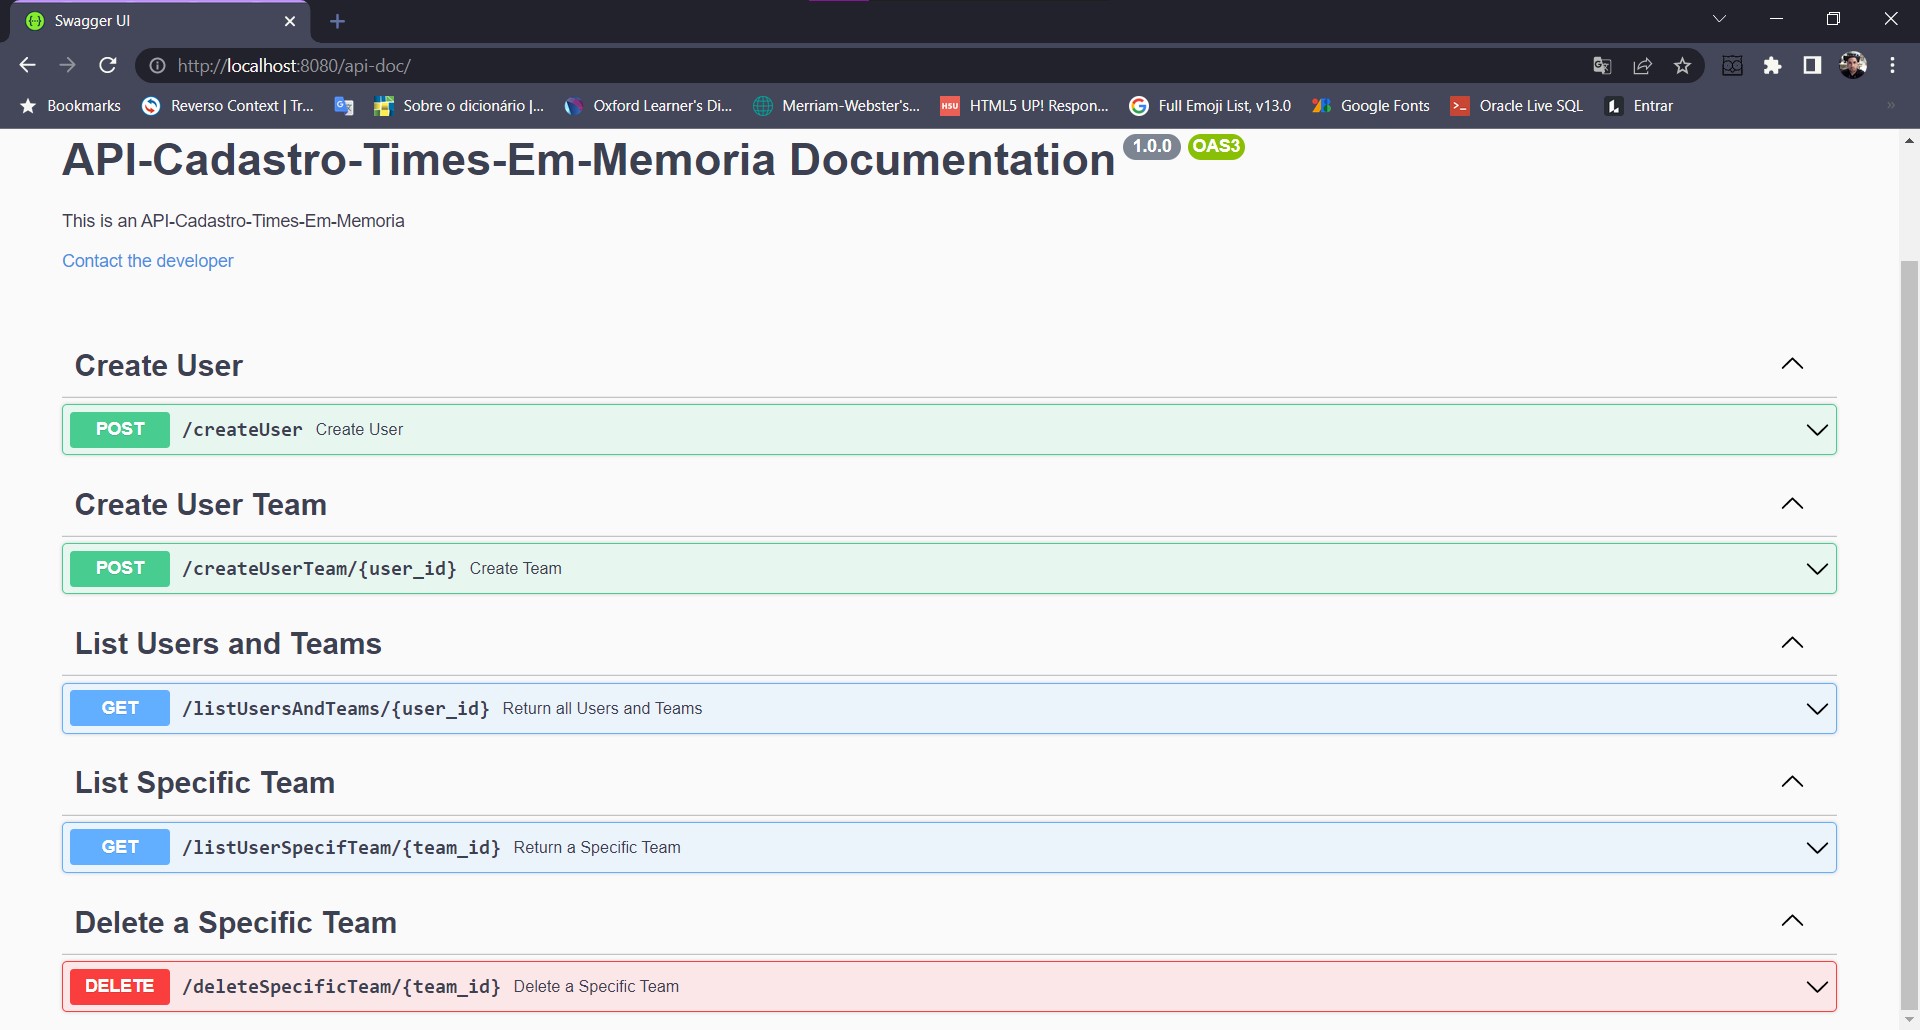 Swagger UI
http://localhost:8080/api-doc/
Bookmarks Reverso Context | Tr... Sobre o dicionário |... Oxford Learner's Di... Merriam-Webster's... HSU HTML5 UP! Respon... Full Emoji List, v13.0 Google Fonts Oracle Live SQL Entrar
API-Cadastro-Times-Em-Memoria Documentation 1.0.0 OAS3
This is an API-Cadastro-Times-Em-Memoria
Contact the developer
Create User
POST /createUser Create User
Create User Team
POST /createUserTeam/{user_id} Create Team
List Users and Teams
GET /listUsersAndTeams/{user_id} Return all Users and Teams
List Specific Team
GET /listUserSpecifTeam/{team_id} Return a Specific Team
Delete a Specific Team
DELETE /deleteSpecificTeam/{team_id} Delete a Specific Team